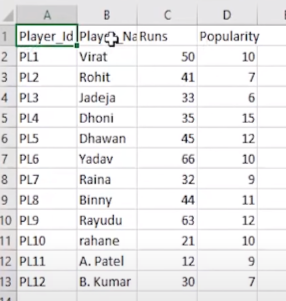 A B C D
1 Player_Id Player_Na Runs Popularity
2 PL1 Virat 50 10
3 PL2 Rohit 41 7
4 PL3 Jadeja 33 6
5 PL4 Dhoni 35 15
6 PL5 Dhawan 45 12
7 PL6 Yadav 66 10
8 PL7 Raina 32 9
9 PL8 Binny 44 11
10 PL9 Rayudu 63 12
11 PL10 rahane 21 10
12 PL11 A. Patel 12 9
13 PL12 B. Kumar 30 7